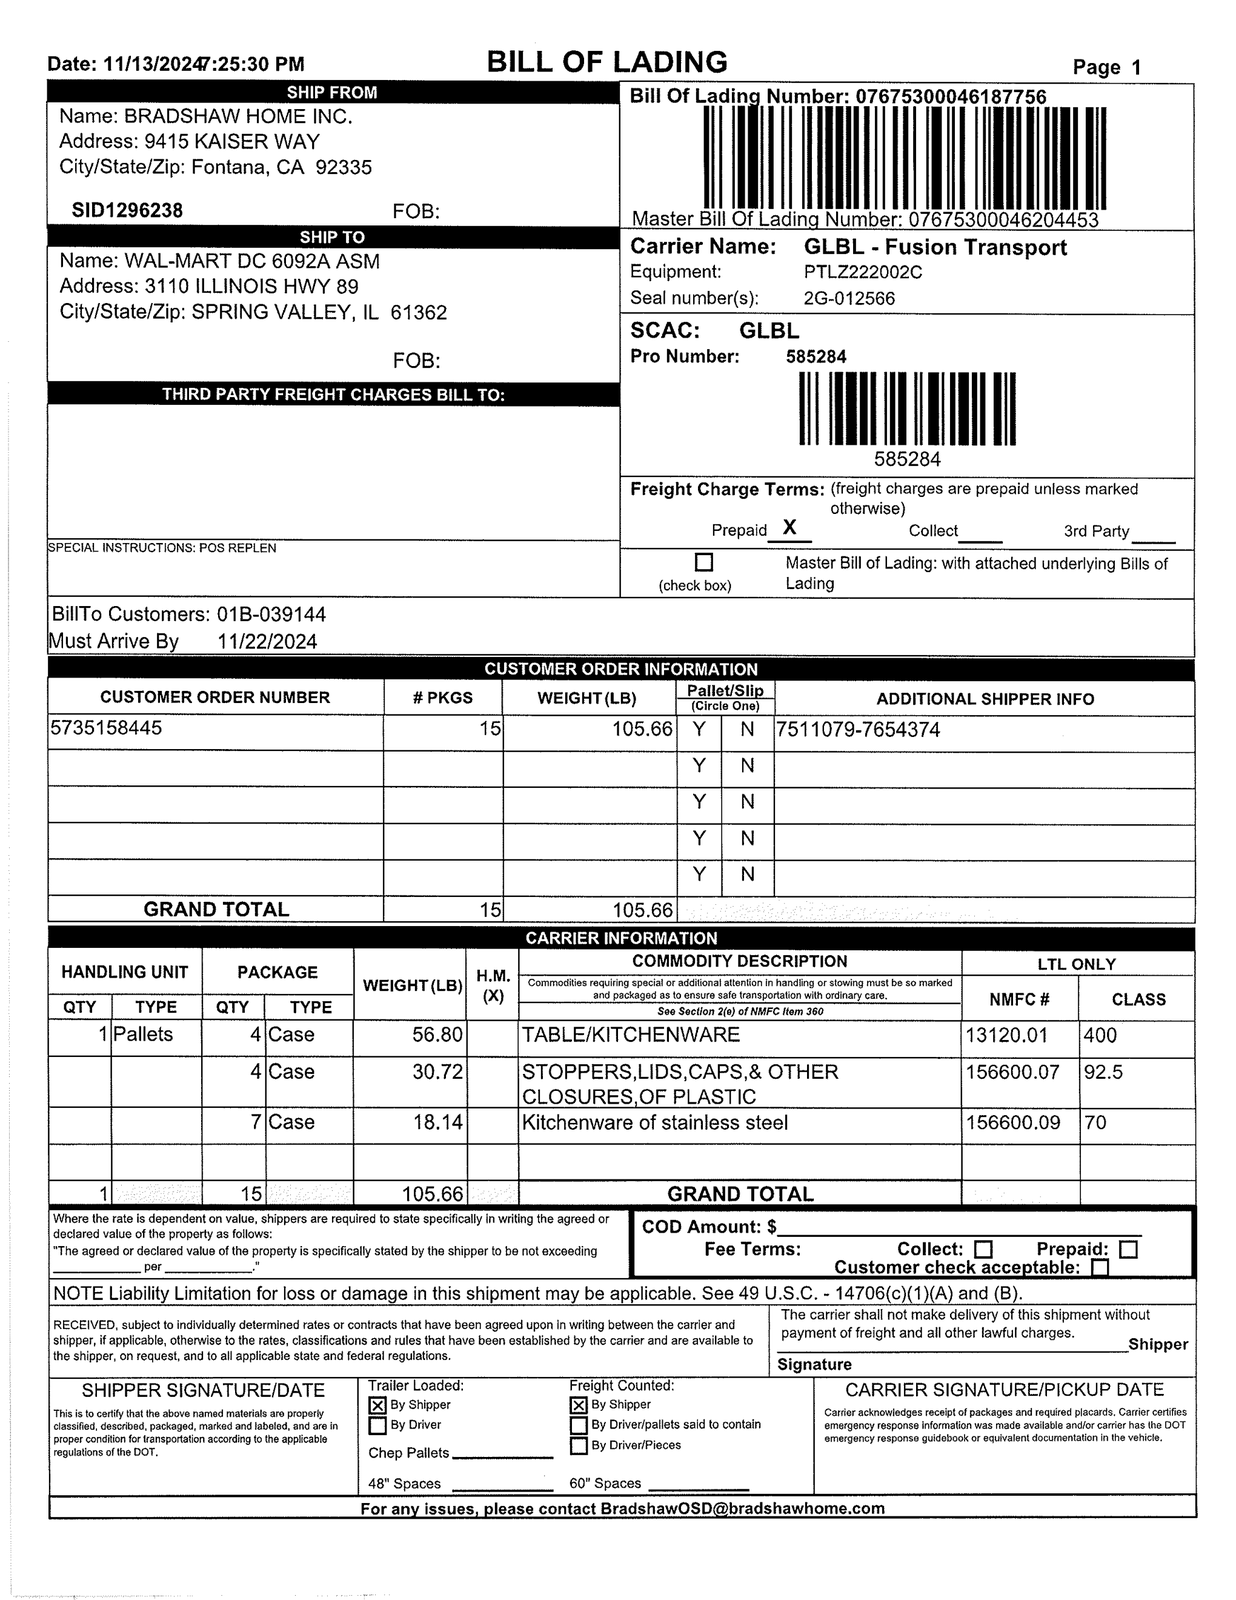 Date: 11/13/2024 7:25:30 PM
BILL OF LADING
Page 1
SHIP FROM
Name: BRADSHAW HOME INC.
Address: 9415 KAISER WAY
City/State/Zip: Fontana, CA 92335
SID1296238 FOB:
Bill Of Lading Number: 07675300046187756
Master Bill Of Lading Number: 07675300046204453
SHIP TO
Name: WAL-MART DC 6092A ASM
Address: 3110 ILLINOIS HWY 89
City/State/Zip: SPRING VALLEY, IL 61362
FOB:
Carrier Name: GLBL - Fusion Transport
Equipment: PTLZ222002C
Seal number(s): 2G-012566
SCAC: GLBL
Pro Number: 585284
585284
THIRD PARTY FREIGHT CHARGES BILL TO:
SPECIAL INSTRUCTIONS: POS REPLEN
Freight Charge Terms: (freight charges are prepaid unless marked
otherwise)
Prepaid X Collect 3rd Party
(check box)
Master Bill of Lading: with attached underlying Bills of
Lading
BillTo Customers: 01B-039144
Must Arrive By 11/22/2024
CUSTOMER ORDER INFORMATION
CUSTOMER ORDER NUMBER # PKGS WEIGHT(LB) Pallet/Slip (Circle One) ADDITIONAL SHIPPER INFO
5735158445 15 105.66 Y N 7511079-7654374
Y N
Y N
Y N
Y N
GRAND TOTAL 15 105.66
CARRIER INFORMATION
HANDLING UNIT PACKAGE WEIGHT(LB) H.M. (X) COMMODITY DESCRIPTION LTL ONLY
Commodities requiring special or additional attention in handling or stowing must be so marked
and packaged as to ensure safe transportation with ordinary care.
See Section 2(e) of NMFC Item 360
QTY TYPE QTY TYPE NMFC # CLASS
1 Pallets 4 Case 56.80 TABLE/KITCHENWARE 13120.01 400
4 Case 30.72 STOPPERS,LIDS,CAPS,& OTHER 156600.07 92.5
CLOSURES,OF PLASTIC
7 Case 18.14 Kitchenware of stainless steel 156600.09 70
1 15 105.66 GRAND TOTAL
Where the rate is dependent on value, shippers are required to state specifically in writing the agreed or
declared value of the property as follows:
"The agreed or declared value of the property is specifically stated by the shipper to be not exceeding
____________ per ____________."
COD Amount: $
Fee Terms: Collect: Prepaid:
Customer check acceptable:
NOTE Liability Limitation for loss or damage in this shipment may be applicable. See 49 U.S.C. - 14706(c)(1)(A) and (B).
RECEIVED, subject to individually determined rates or contracts that have been agreed upon in writing between the carrier and
shipper, if applicable, otherwise to the rates, classifications and rules that have been established by the carrier and are available to
the shipper, on request, and to all applicable state and federal regulations.
The carrier shall not make delivery of this shipment without
payment of freight and all other lawful charges.
Shipper
Signature
SHIPPER SIGNATURE/DATE
This is to certify that the above named materials are properly
classified, described, packaged, marked and labeled, and are in
proper condition for transportation according to the applicable
regulations of the DOT.
Trailer Loaded:
X By Shipper
By Driver
Chep Pallets
48" Spaces
Freight Counted:
X By Shipper
By Driver/pallets said to contain
By Driver/Pieces
60" Spaces
CARRIER SIGNATURE/PICKUP DATE
Carrier acknowledges receipt of packages and required placards. Carrier certifies
emergency response information was made available and/or carrier has the DOT
emergency response guidebook or equivalent documentation in the vehicle.
For any issues, please contact BradshawOSD@bradshawhome.com